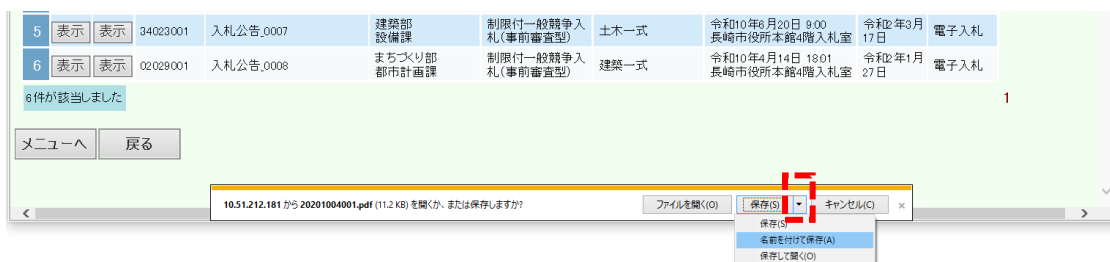 5 表示 表示 34023001 入札公告_0007 建築部 設備課 制限付一般競争入札(事前審査型) 土木一式 令和10年6月20日 9:00 長崎市役所本館4階入札室 令和2年3月17日 電子入札
6 表示 表示 02029001 入札公告_0008 まちづくり部 都市計画課 制限付一般競争入札(事前審査型) 建築一式 令和10年4月14日 18:01 長崎市役所本館4階入札室 令和2年1月27日 電子入札
6件が該当しました 1
メニューへ 戻る
10.51.212.181 から 20201004001.pdf (11.2 KB) を開くか、または保存しますか? ファイルを開く(O) 保存(S) ▼ キャンセル(C) ×
保存(S)
名前を付けて保存(A)
保存して開く(O)